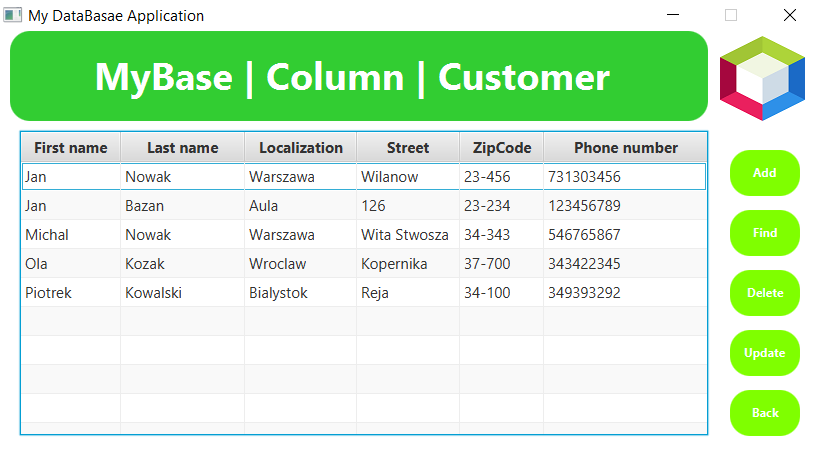 My DataBasae Application
MyBase | Column | Customer
First name Last name Localization Street ZipCode Phone number
Jan Nowak Warszawa Wilanow 23-456 731303456
Jan Bazan Aula 126 23-234 123456789
Michal Nowak Warszawa Wita Stwosza 34-343 546765867
Ola Kozak Wroclaw Kopernika 37-700 343422345
Piotrek Kowalski Bialystok Reja 34-100 349393292
Add
Find
Delete
Update
Back